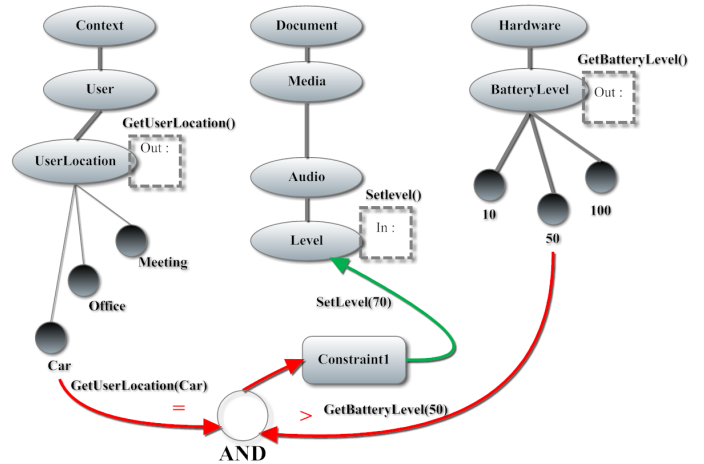 Context
Document
Hardware
GetBatteryLevel()
User
Media
BatteryLevel
Out :
GetUserLocation()
Out :
UserLocation
Audio
Setlevel()
10
50
100
In :
Level
Meeting
Office
SetLevel(70)
Car
Constraint1
GetUserLocation(Car)
=
>
GetBatteryLevel(50)
AND